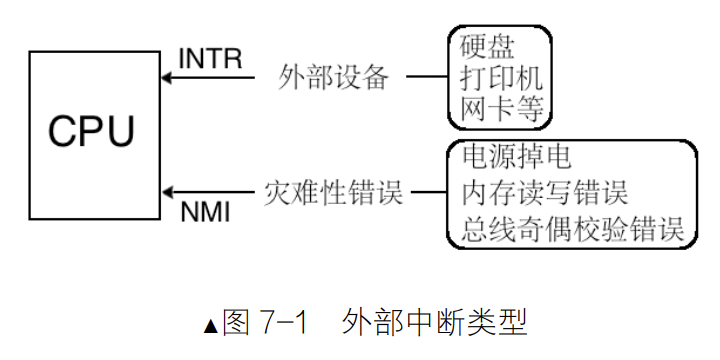 INTR
硬盘
外部设备
打印机
网卡等
CPU
电源掉电
灾难性错误
内存读写错误
NMI
总线奇偶校验错误
▲图 7-1 外部中断类型